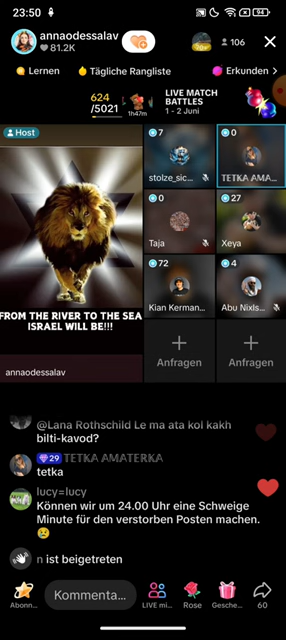 23:50
94
annaodessalav
81.2K
106
Lernen
Tägliche Rangliste
Erkunden >
624
/5021
1h47m
LIVE MATCH
BATTLES
1 - 2 Juni
Host
7
stolze_sic...
0
TETKA AMA...
FROM THE RIVER TO THE SEA
ISRAEL WILL BE!!!
annaodessalav
0
Taja
27
Xeya
72
Kian Kerman...
4
Abu Nixls...
Anfragen
Anfragen
@Lana Rothschild Le ma ata kol kakh
bilti-kavod?
29 TETKA AMATERKA
tetka
lucy=lucy
Können wir um 24.00 Uhr eine Schweige
Minute für den verstorben Posten machen.
n ist beigetreten
Abonn...
Kommenta...
LIVE mi...
Rose
Gesche...
60